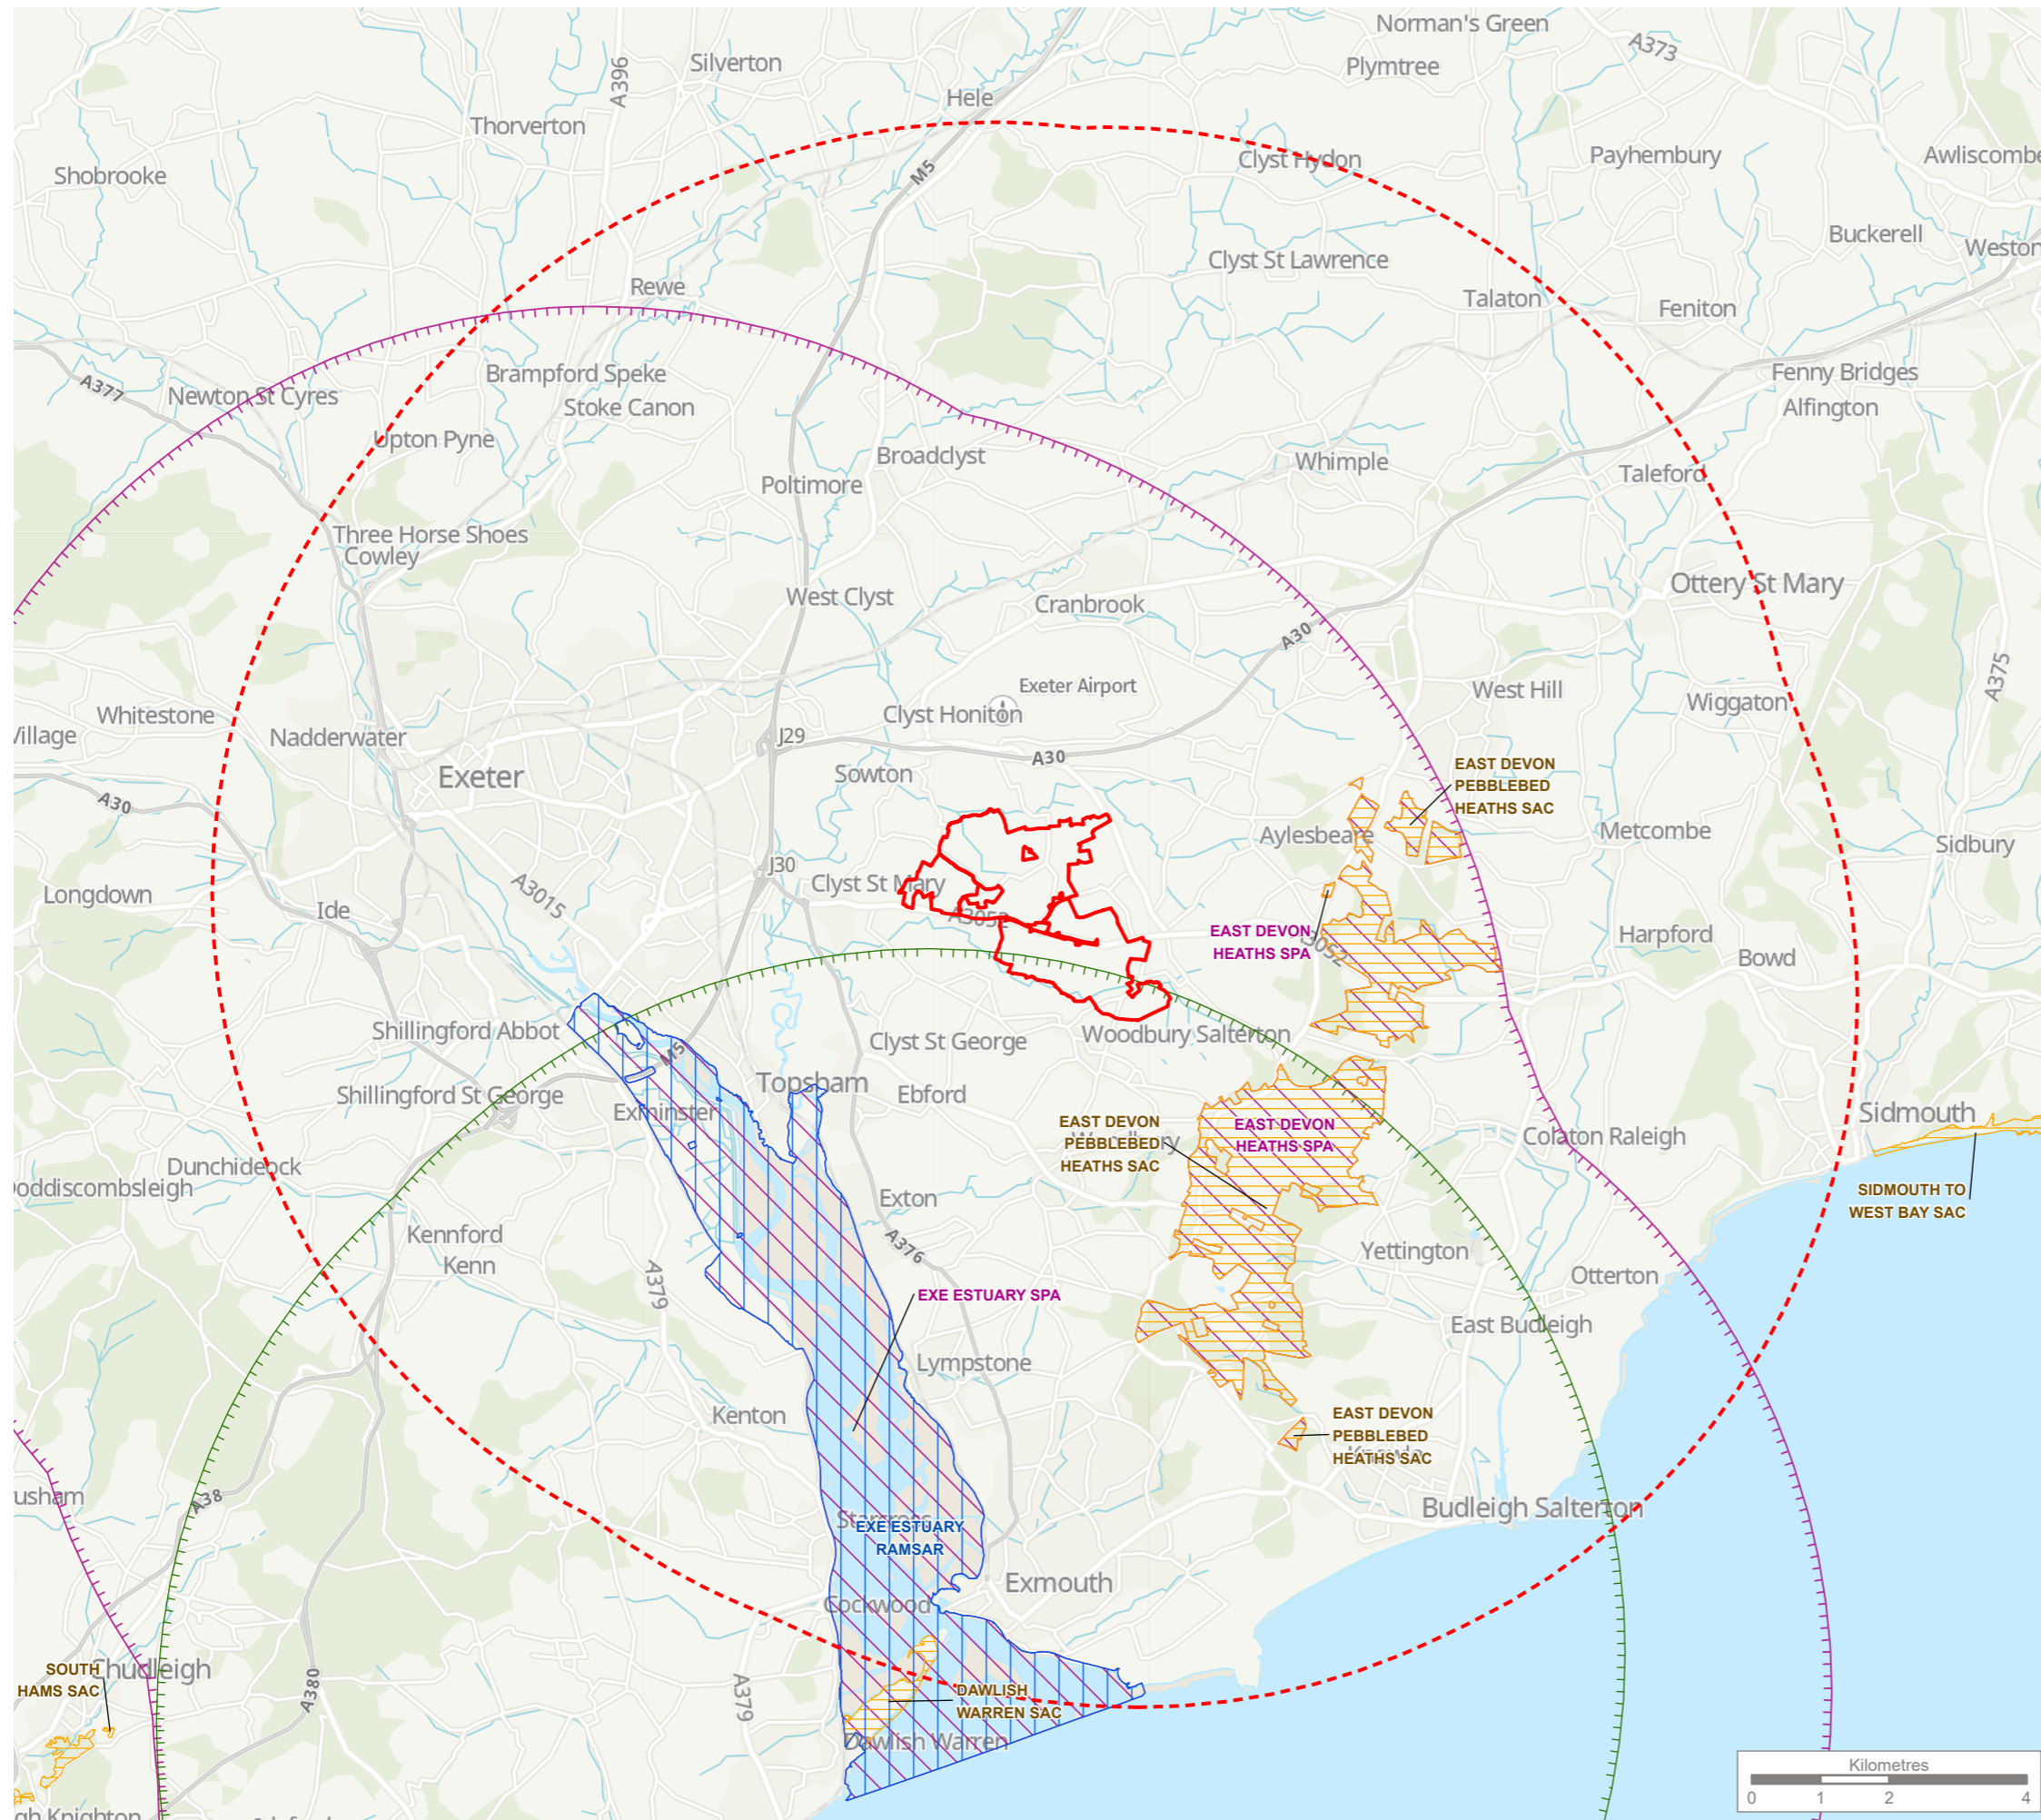 Norman's Green
A373
A396
Silverton
Plymtree
Hele
Thorverton
Clyst Hydon
Payhembury
Awliscombe
Shobrooke
M5
Buckerell
Weston
Clyst St Lawrence
Rewe
Talaton
Feniton
Brampford Speke
Fenny Bridges
A377
Newton St Cyres
Stoke Canon
Alfington
Upton Pyne
Broadclyst
Whimple
Taleford
Poltimore
Three Horse Shoes
Cowley
Ottery St Mary
West Clyst
Cranbrook
A30
A375
Exeter Airport
West Hill
Wiggaton
Whitestone
Clyst Honiton
Village
Nadderwater
J29
A30
Sowton
Exeter
EAST DEVON
PEBBLEBED
HEATHS SAC
A30
Aylesbeare
Metcombe
Sidbury
J30
Longdown
Clyst St Mary
A3015
Ide
A3052
EAST DEVON
HEATHS SPA
3052
Harpford
Bowd
Shillingford Abbot
Clyst St George
Woodbury Salterton
M5
Topsham
Shillingford St George
Ebford
Exminster
Sidmouth
EAST DEVON
PEBBLEBED
HEATHS SAC
EAST DEVON
HEATHS SPA
Colaton Raleigh
Dunchideock
Doddiscombsleigh
Exton
SIDMOUTH TO
WEST BAY SAC
Kennford
Kenn
A376
Yettington
A379
Otterton
EXE ESTUARY SPA
East Budleigh
Lympstone
Kenton
EAST DEVON
PEBBLEBED
HEATHS SAC
usham
A38
Budleigh Salterton
Starcross
EXE ESTUARY
RAMSAR
Exmouth
Cockwood
SOUTH
HAMS SAC
Chudleigh
A380
A379
DAWLISH
WARREN SAC
Dawlish Warren
Kilometres
0 1 2 4
gh Knighton